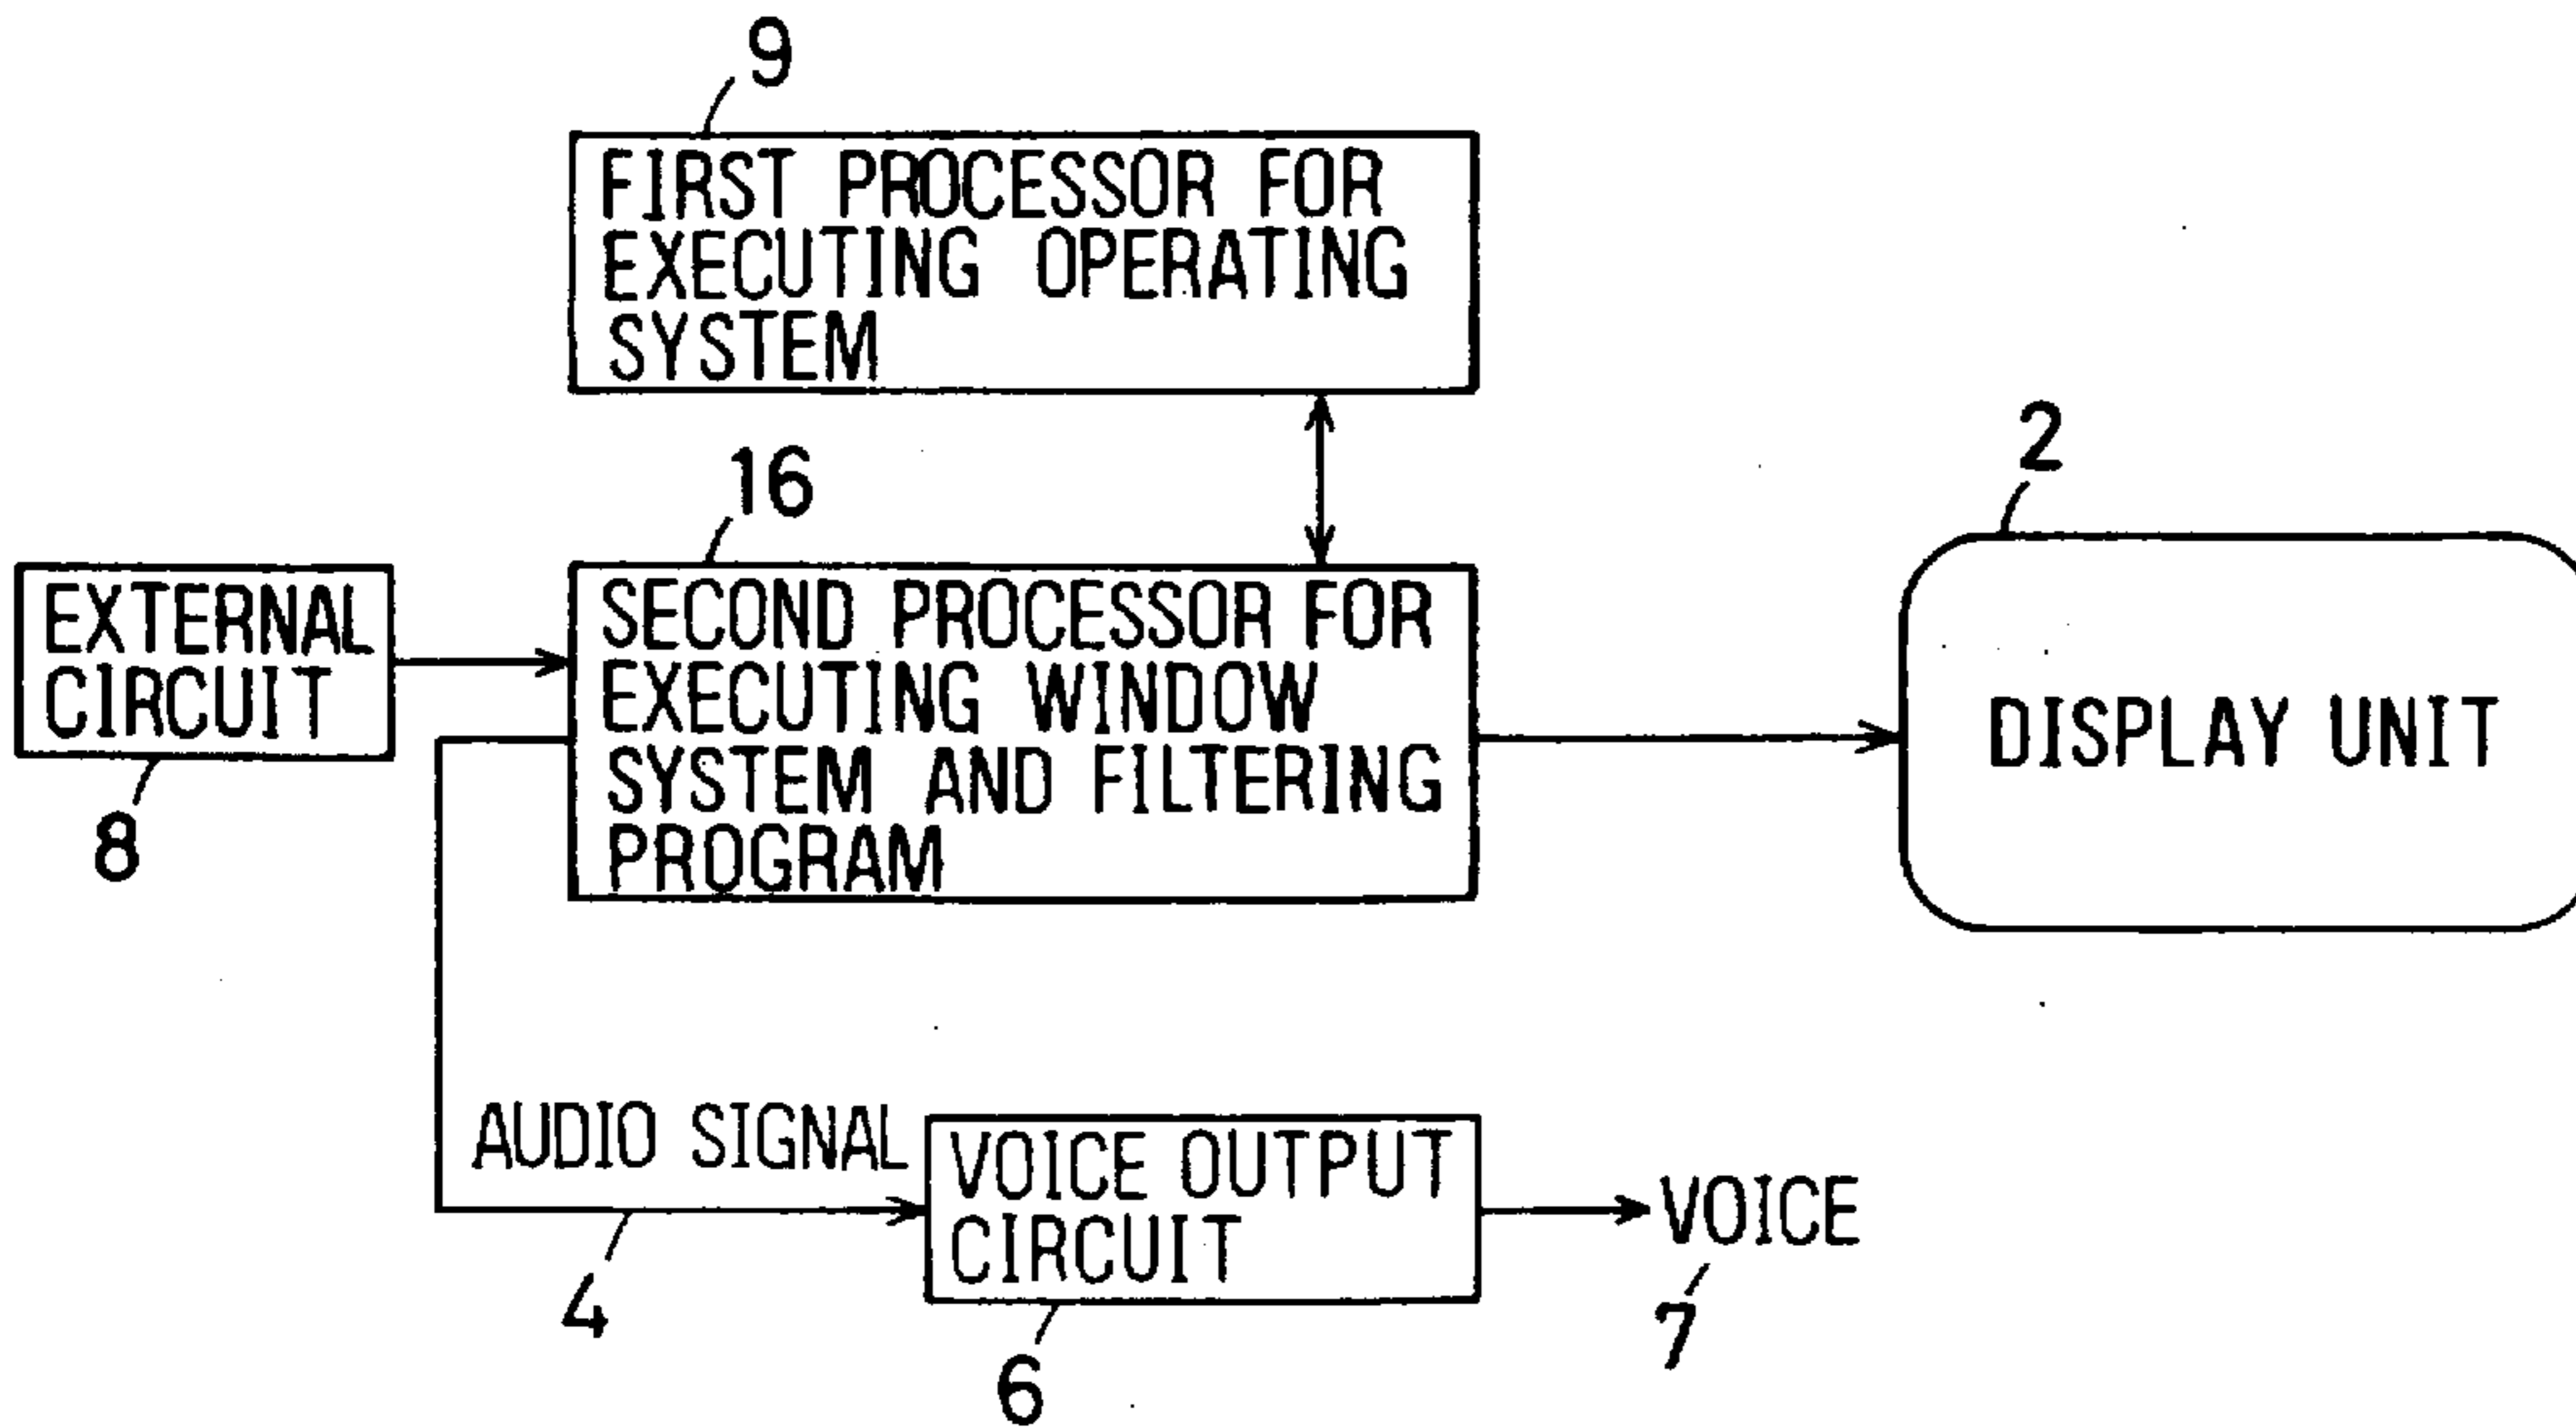 9
FIRST PROCESSOR FOR
EXECUTING OPERATING
SYSTEM
16
2
EXTERNAL
CIRCUIT
8
SECOND PROCESSOR FOR
EXECUTING WINDOW
SYSTEM AND FILTERING
PROGRAM
DISPLAY UNIT
AUDIO SIGNAL
4
VOICE OUTPUT
CIRCUIT
6
VOICE
7